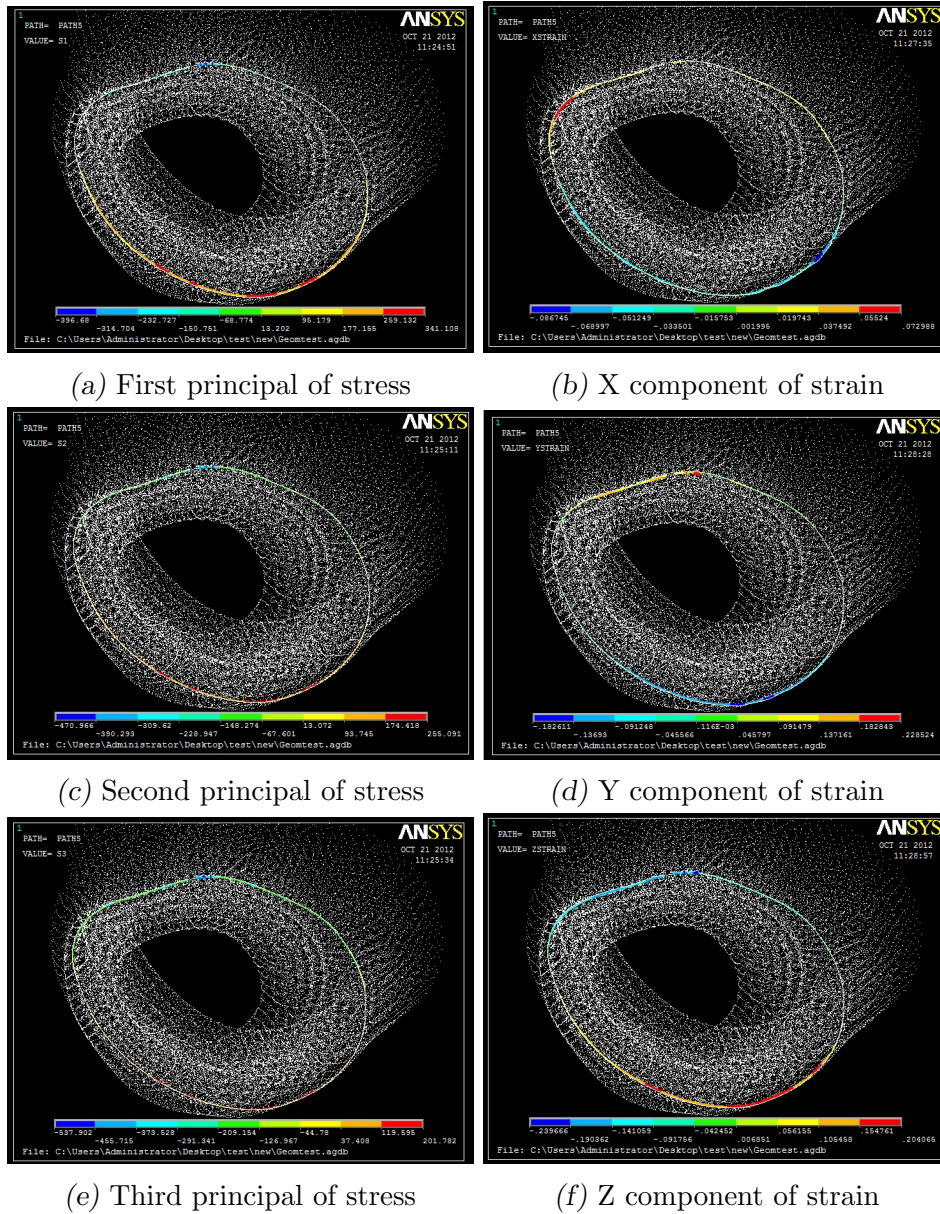 1
PATH= PATH5
VALUE= S1
ANSYS
OCT 21 2012
11:24:51
-396.68 -232.727 -68.774 95.179 259.132
-314.704 -150.751 13.202 177.155 341.108
File: C:\Users\Administrator\Desktop\test\new\Geomtest.agdb
(a) First principal of stress
1
PATH= PATH5
VALUE= XSTRAIN
ANSYS
OCT 21 2012
11:27:35
-.086745 -.051249 -.015753 .019743 .05524
-.068997 -.033501 .001995 .037492 .072988
File: C:\Users\Administrator\Desktop\test\new\Geomtest.agdb
(b) X component of strain
1
PATH= PATH5
VALUE= S2
ANSYS
OCT 21 2012
11:25:11
-470.966 -309.62 -148.274 13.072 174.418
-390.293 -228.947 -67.601 93.745 255.091
File: C:\Users\Administrator\Desktop\test\new\Geomtest.agdb
(c) Second principal of stress
1
PATH= PATH5
VALUE= YSTRAIN
ANSYS
OCT 21 2012
11:28:28
-.182611 -.091248 .116E-03 .091479 .182843
-.13693 -.045566 .045797 .137161 .228524
File: C:\Users\Administrator\Desktop\test\new\Geomtest.agdb
(d) Y component of strain
1
PATH= PATH5
VALUE= S3
ANSYS
OCT 21 2012
11:25:34
-537.902 -373.528 -209.154 -44.78 119.595
-455.715 -291.341 -126.967 37.408 201.782
File: C:\Users\Administrator\Desktop\test\new\Geomtest.agdb
(e) Third principal of stress
1
PATH= PATH5
VALUE= ZSTRAIN
ANSYS
OCT 21 2012
11:28:57
-.239666 -.141059 -.042452 .056155 .154761
-.190362 -.091756 .006851 .105458 .204065
File: C:\Users\Administrator\Desktop\test\new\Geomtest.agdb
(f) Z component of strain